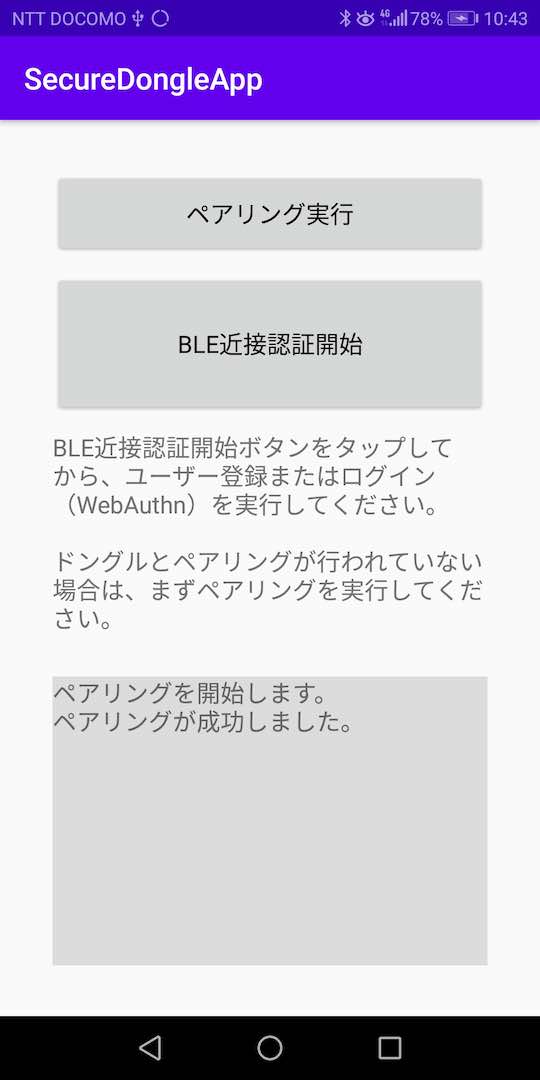 NTT DOCOMO 4G 78% 10:43
SecureDongleApp
ペアリング実行
BLE近接認証開始
BLE近接認証開始ボタンをタップして
から、ユーザー登録またはログイン
（WebAuthn）を実行してください。
ドングルとペアリングが行われていない
場合は、まずペアリングを実行してくだ
さい。
ペアリングを開始します。
ペアリングが成功しました。